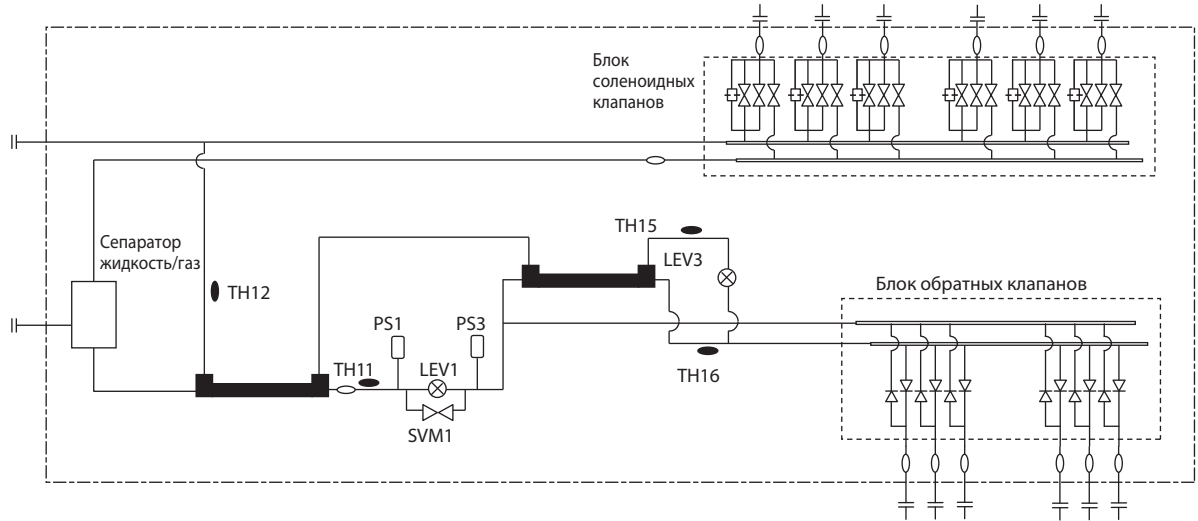 Блок
соленоидных
клапанов
Сепаратор
жидкость/газ
TH12
TH15
LEV3
Блок обратных клапанов
PS1
PS3
TH11
LEV1
TH16
SVM1